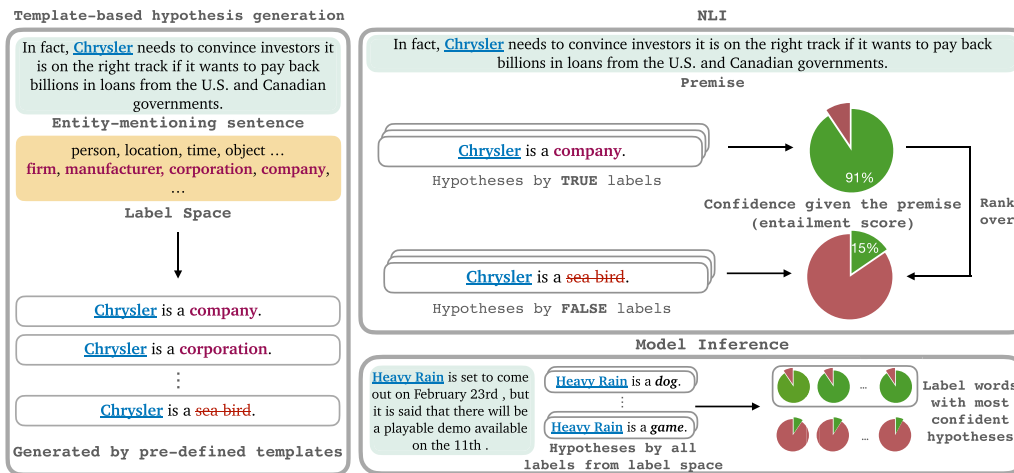 Template-based hypothesis generation
In fact, Chrysler needs to convince investors it
is on the right track if it wants to pay back
billions in loans from the U.S. and Canadian
governments.
Entity-mentioning sentence
person, location, time, object ...
firm, manufacturer, corporation, company,
...
Label Space
Chrysler is a company.
Chrysler is a corporation.
⋮
Chrysler is a sea bird.
Generated by pre-defined templates
NLI
In fact, Chrysler needs to convince investors it is on the right track if it wants to pay back
billions in loans from the U.S. and Canadian governments.
Premise
Chrysler is a company.
Hypotheses by TRUE labels
91%
Confidence given the premise
(entailment score)
Rank
over
Chrysler is a sea bird.
Hypotheses by FALSE labels
15%
Model Inference
Heavy Rain is set to come
out on February 23rd , but
it is said that there will be
a playable demo available
on the 11th .
Heavy Rain is a dog.
⋮
Heavy Rain is a game.
Hypotheses by all
labels from label space
...
...
Label words
with most
confident
hypotheses